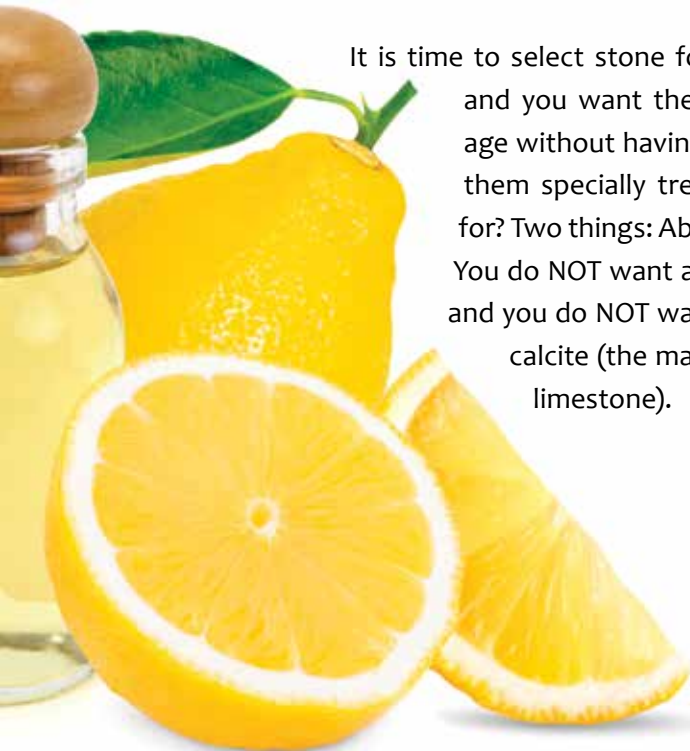 It is time to select stone fo
and you want the
age without havin
them specially tre
for? Two things: Ab
You do NOT want a
and you do NOT wa
calcite (the ma
limestone).